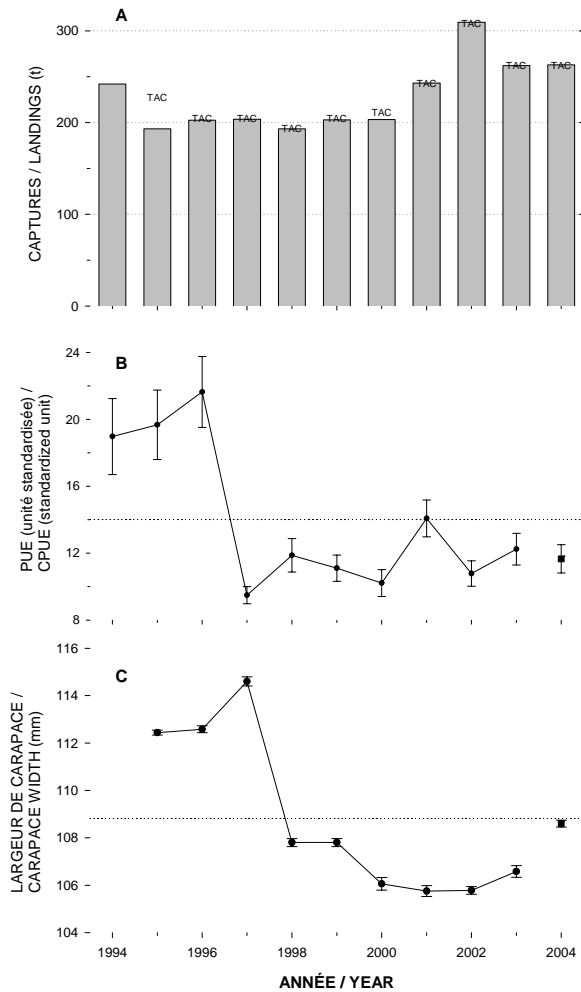 A
CAPTURES / LANDINGS (t)
300
200
100
0
TAC
TAC
TAC
TAC
TAC
TAC
TAC
TAC
TAC
TAC
B
PUE (unité standardisée) /
CPUE (standardized unit)
24
20
16
12
8
C
LARGEUR DE CARAPACE /
CARAPACE WIDTH (mm)
116
114
112
108
106
104
1994 1996 1998 2000 2002 2004
ANNÉE / YEAR